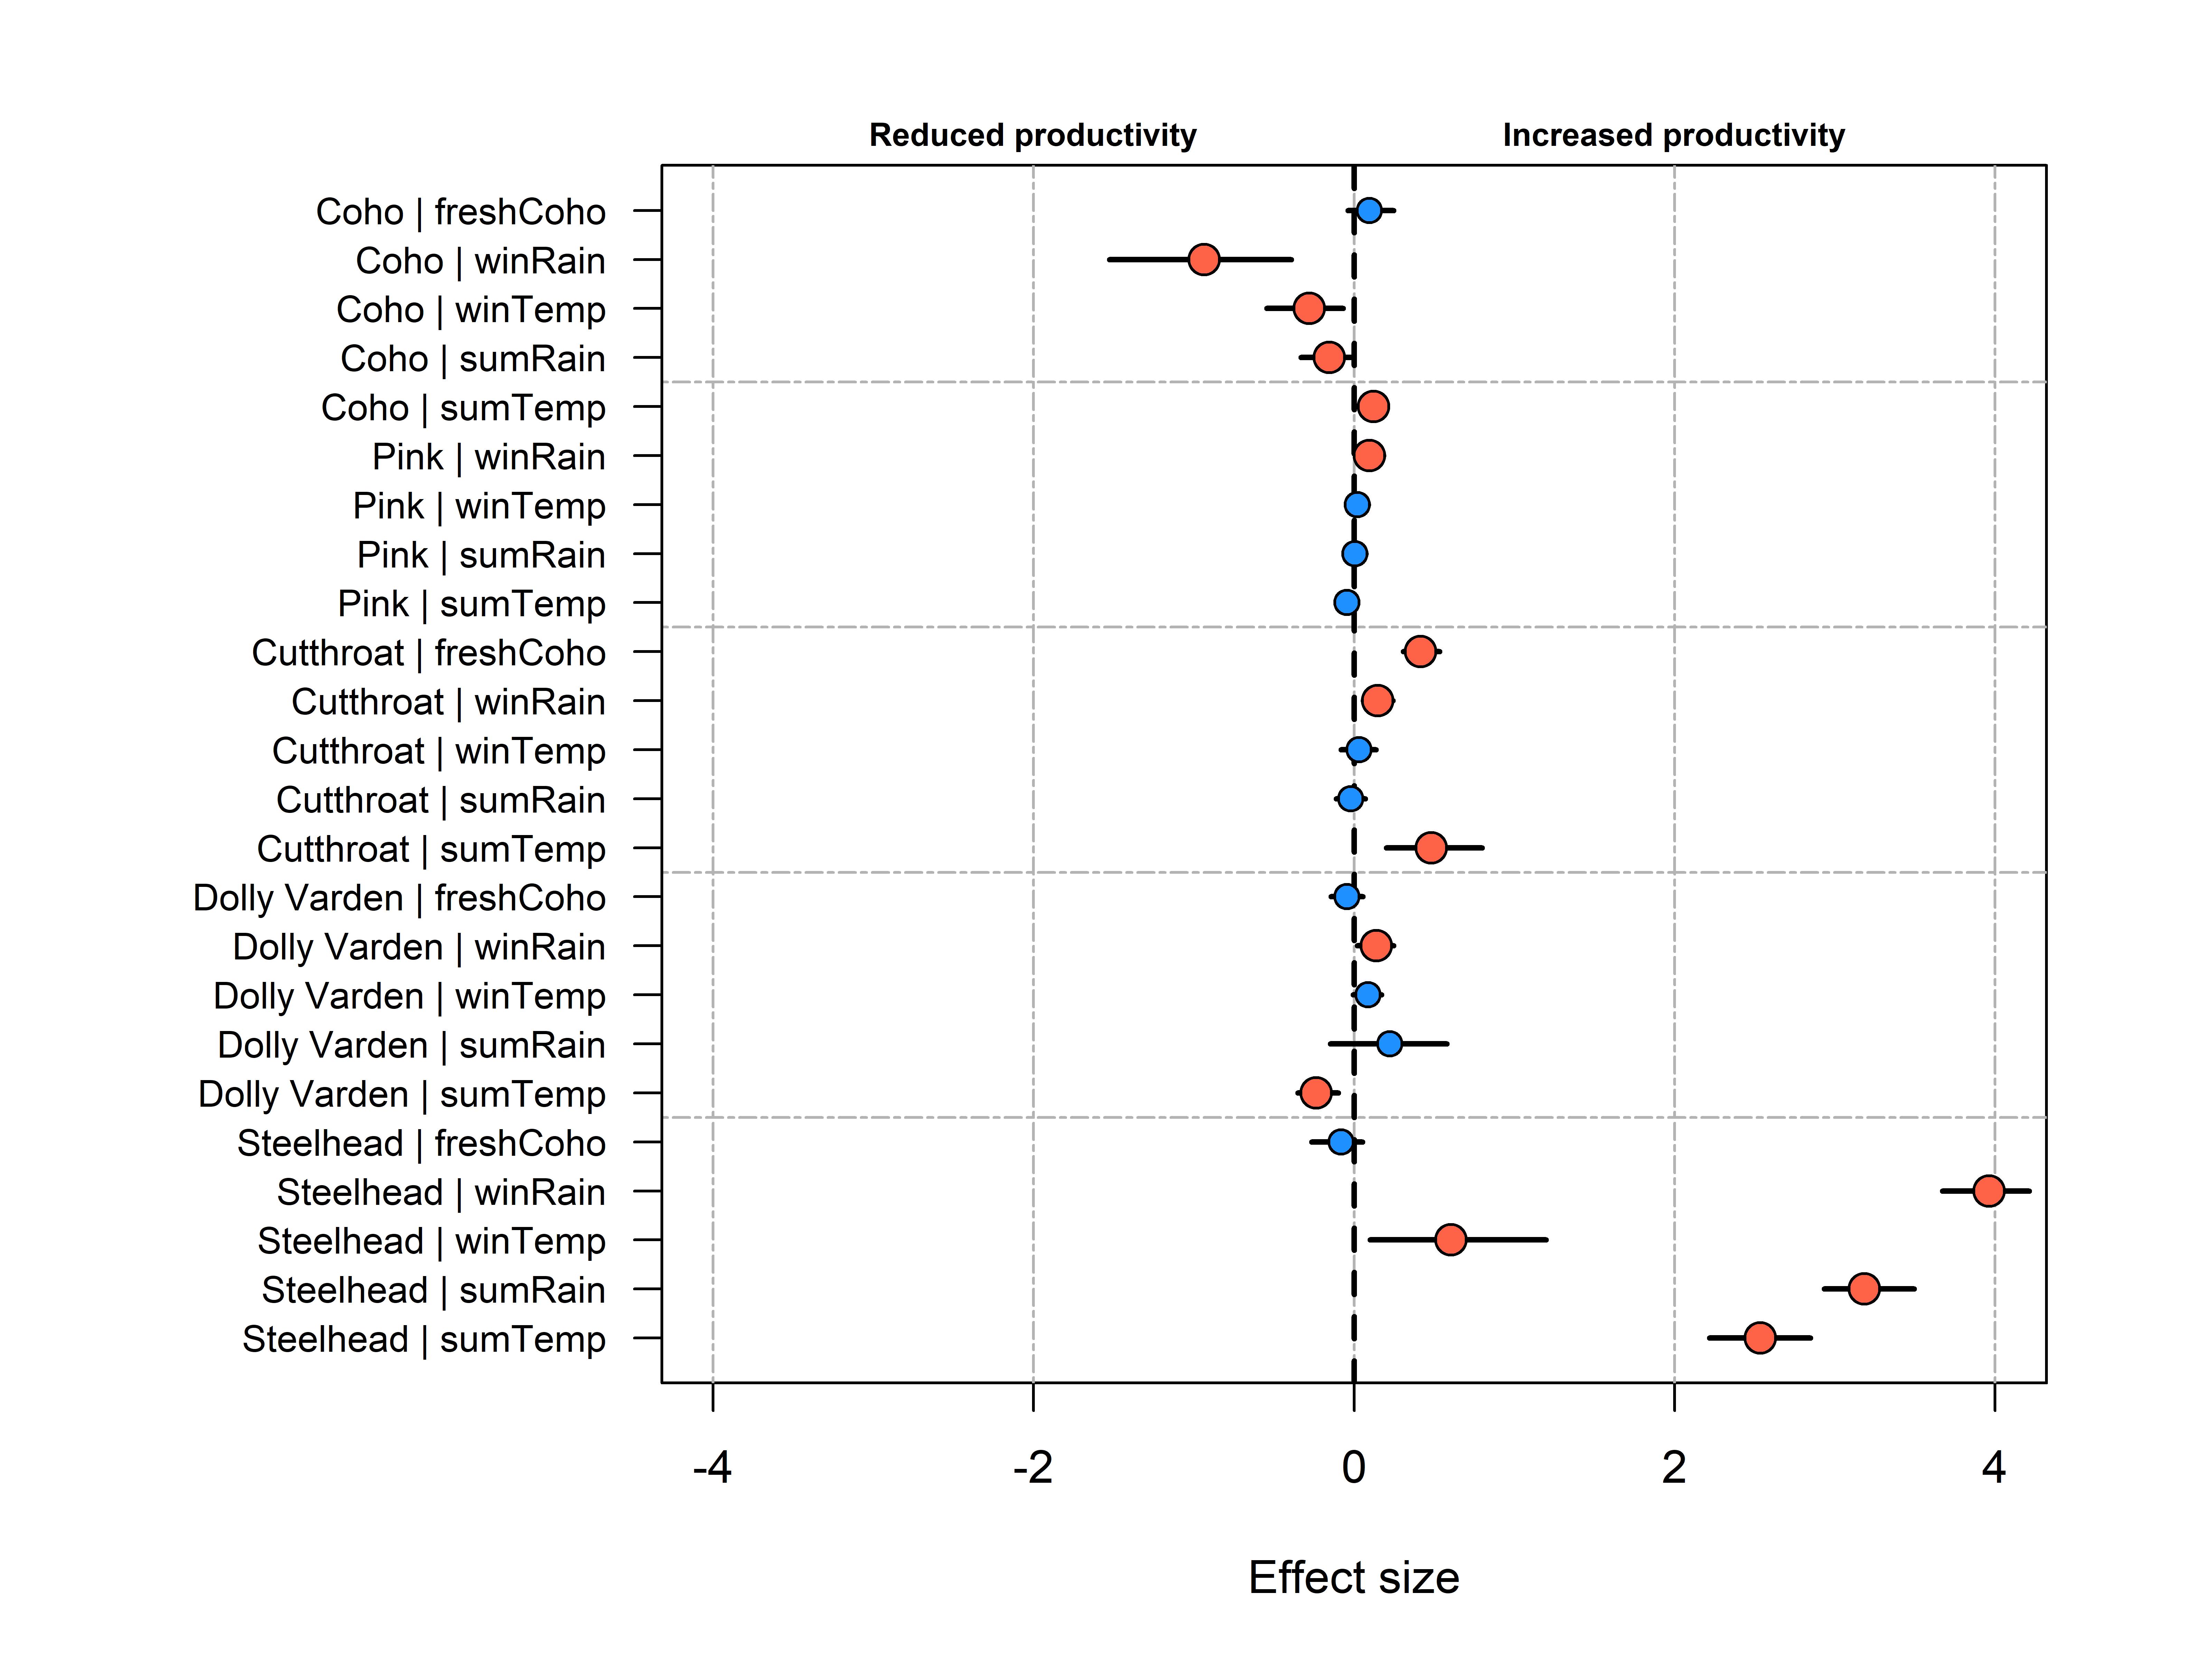 Reduced productivity Increased productivity
Coho | freshCoho
Coho | winRain
Coho | winTemp
Coho | sumRain
Coho | sumTemp
Pink | winRain
Pink | winTemp
Pink | sumRain
Pink | sumTemp
Cutthroat | freshCoho
Cutthroat | winRain
Cutthroat | winTemp
Cutthroat | sumRain
Cutthroat | sumTemp
Dolly Varden | freshCoho
Dolly Varden | winRain
Dolly Varden | winTemp
Dolly Varden | sumRain
Dolly Varden | sumTemp
Steelhead | freshCoho
Steelhead | winRain
Steelhead | winTemp
Steelhead | sumRain
Steelhead | sumTemp
-4 -2 0 2 4
Effect size